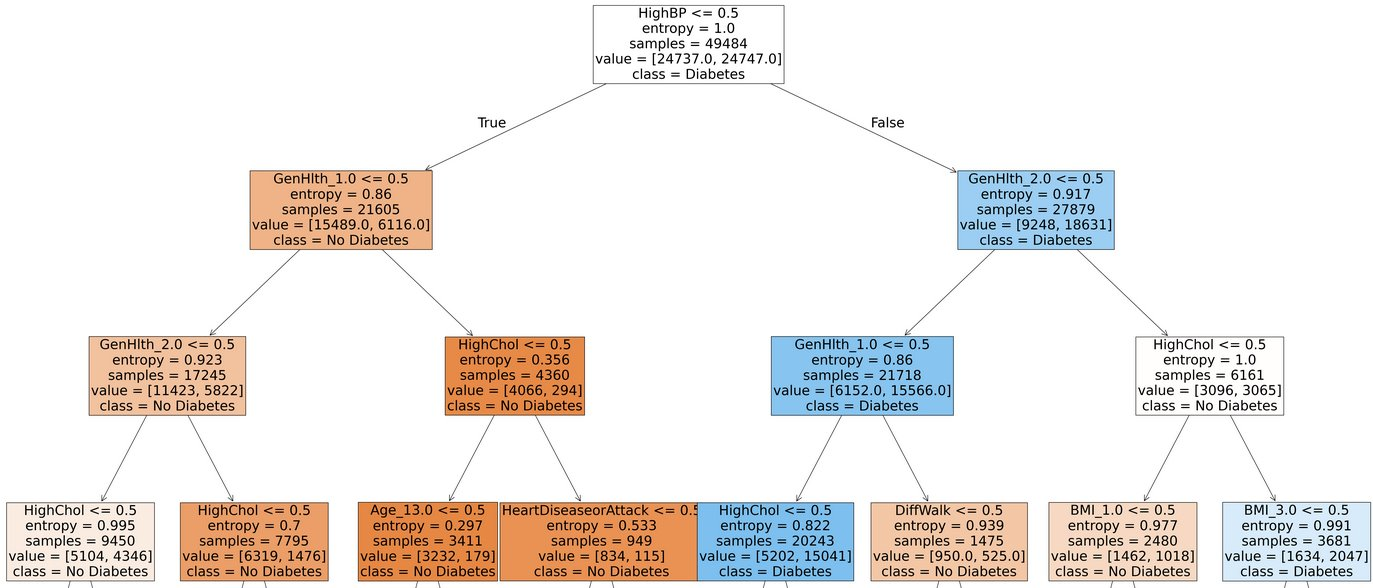 HighBP <= 0.5
entropy = 1.0
samples = 49484
value = [24737.0, 24747.0]
class = Diabetes
True
False
GenHlth_1.0 <= 0.5
entropy = 0.86
samples = 21605
value = [15489.0, 6116.0]
class = No Diabetes
GenHlth_2.0 <= 0.5
entropy = 0.917
samples = 27879
value = [9248, 18631]
class = Diabetes
GenHlth_2.0 <= 0.5
entropy = 0.923
samples = 17245
value = [11423, 5822]
class = No Diabetes
HighChol <= 0.5
entropy = 0.356
samples = 4360
value = [4066, 294]
class = No Diabetes
GenHlth_1.0 <= 0.5
entropy = 0.86
samples = 21718
value = [6152.0, 15566.0]
class = Diabetes
HighChol <= 0.5
entropy = 1.0
samples = 6161
value = [3096, 3065]
class = No Diabetes
HighChol <= 0.5
entropy = 0.995
samples = 9450
value = [5104, 4346]
class = No Diabetes
HighChol <= 0.5
entropy = 0.7
samples = 7795
value = [6319, 1476]
class = No Diabetes
Age_13.0 <= 0.5
entropy = 0.297
samples = 3411
value = [3232, 179]
class = No Diabetes
HeartDiseaseorAttack <= 0.5
entropy = 0.533
samples = 949
value = [834, 115]
class = No Diabetes
HighChol <= 0.5
entropy = 0.822
samples = 20243
value = [5202, 15041]
class = Diabetes
DiffWalk <= 0.5
entropy = 0.939
samples = 1475
value = [950.0, 525.0]
class = No Diabetes
BMI_1.0 <= 0.5
entropy = 0.977
samples = 2480
value = [1462, 1018]
class = No Diabetes
BMI_3.0 <= 0.5
entropy = 0.991
samples = 3681
value = [1634, 2047]
class = Diabetes